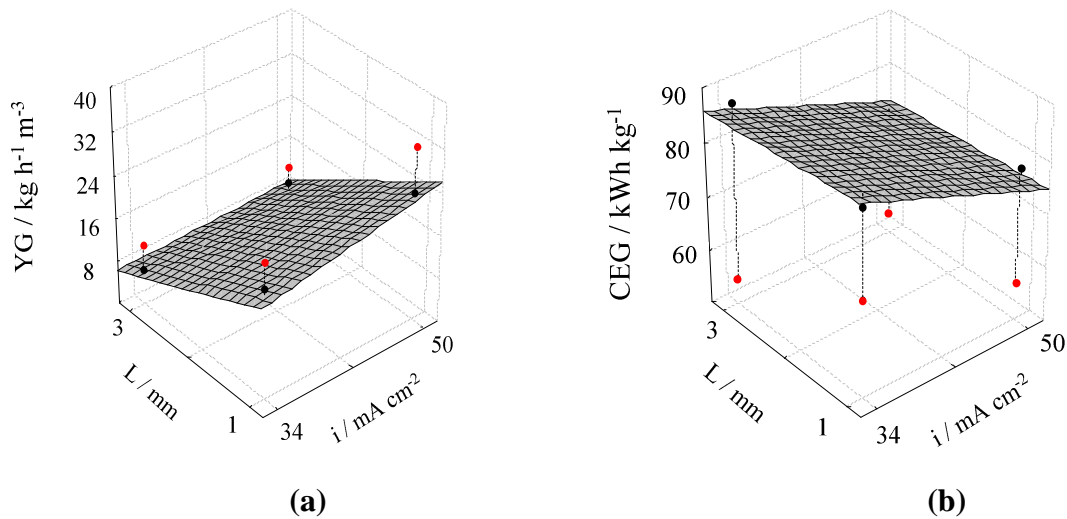 YG / kg h⁻¹ m⁻³
40
32
24
16
8
3
L / mm
1
34
i / mA cm⁻²
50
(a)
CEG / kWh kg⁻¹
90
80
70
60
3
L / mm
1
34
i / mA cm⁻²
50
(b)